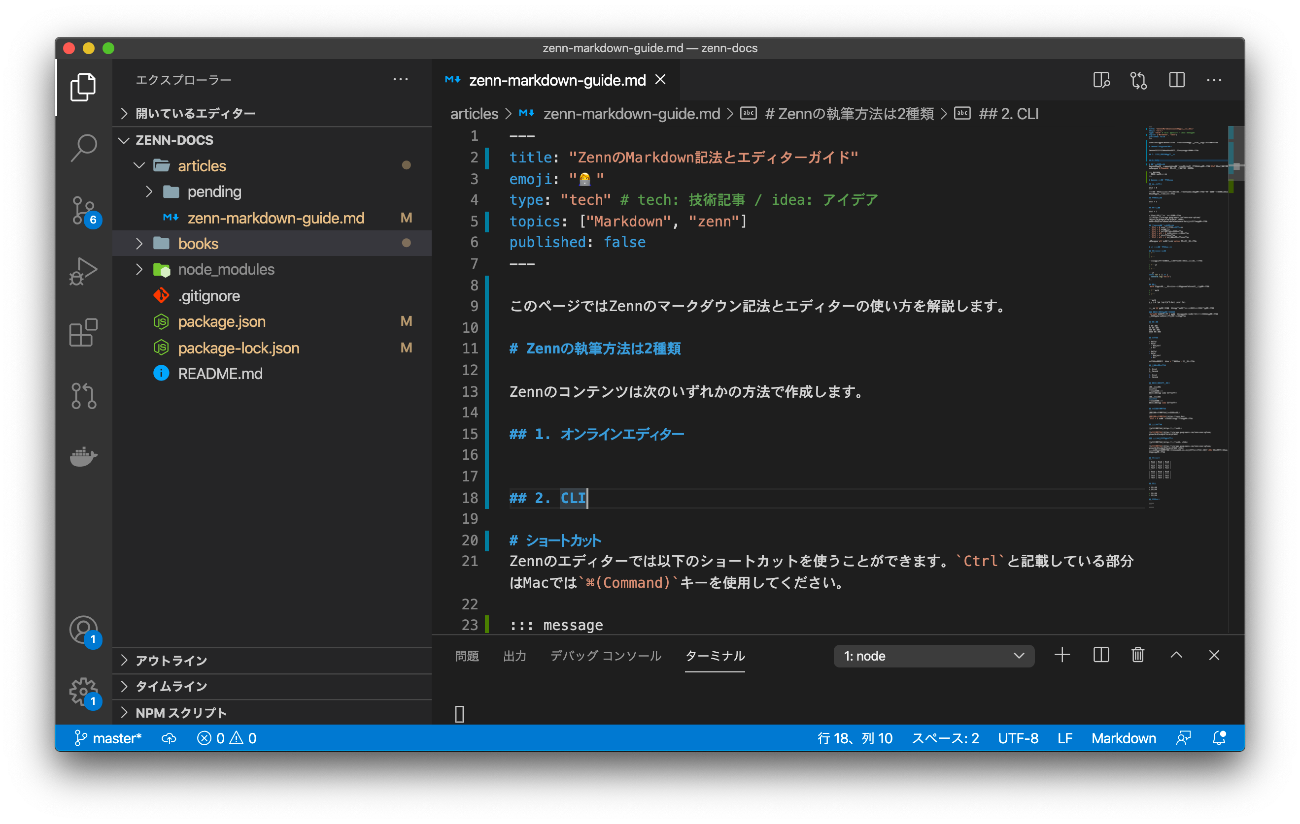 zenn-markdown-guide.md — zenn-docs
エクスプローラー
開いているエディター
ZENN-DOCS
articles
pending
zenn-markdown-guide.md M
books
node_modules
.gitignore
package.json M
package-lock.json M
README.md
アウトライン
タイムライン
NPM スクリプト
6
1
1
zenn-markdown-guide.md
articles > zenn-markdown-guide.md > # Zennの執筆方法は2種類 > ## 2. CLI
1 ---
2 title: "ZennのMarkdown記法とエディターガイド"
3 emoji: "👩‍💻"
4 type: "tech" # tech: 技術記事 / idea: アイデア
5 topics: ["Markdown", "zenn"]
6 published: false
7 ---
8
9 このページではZennのマークダウン記法とエディターの使い方を解説します。
10
11 # Zennの執筆方法は2種類
12
13 Zennのコンテンツは次のいずれかの方法で作成します。
14
15 ## 1. オンラインエディター
16
17
18 ## 2. CLI
19
20 # ショートカット
21 Zennのエディターでは以下のショートカットを使うことができます。`Ctrl`と記載している部分
はMacでは`⌘(Command)`キーを使用してください。
22
23 ::: message
問題 出力 デバッグ コンソール ターミナル 1: node
master* 0 0 行 18、列 10 スペース: 2 UTF-8 LF Markdown